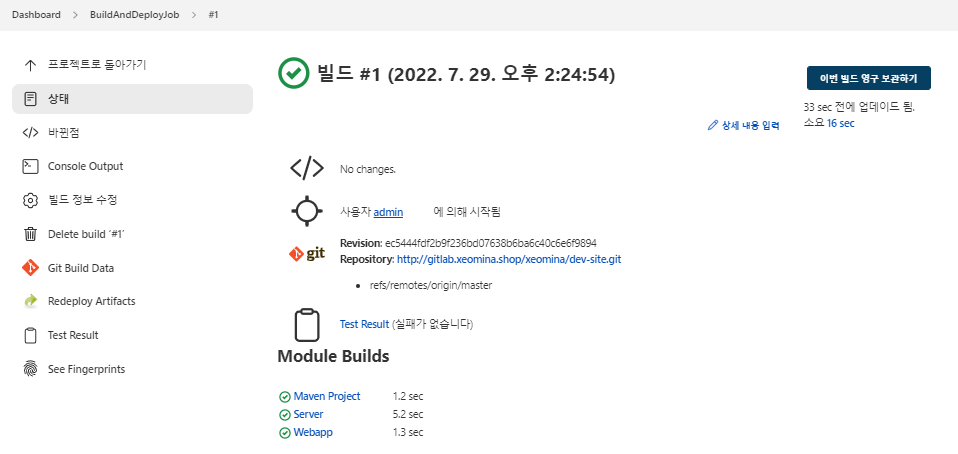 Dashboard > BuildAndDeployJob > #1
프로젝트로 돌아가기
상태
바뀐점
Console Output
빌드 정보 수정
Delete build ‘#1’
Git Build Data
Redeploy Artifacts
Test Result
See Fingerprints
빌드 #1 (2022. 7. 29. 오후 2:24:54)
이번 빌드 영구 보관하기
33 sec 전에 업데이트 됨.
소요 16 sec
상세 내용 입력
No changes.
사용자 admin 에 의해 시작됨
git
Revision: ec5444fdf2b9f236bd07638b6ba6c40c6e6f9894
Repository: http://gitlab.xeomina.shop/xeomina/dev-site.git
• refs/remotes/origin/master
Test Result (실패가 없습니다)
Module Builds
Maven Project 1.2 sec
Server 5.2 sec
Webapp 1.3 sec